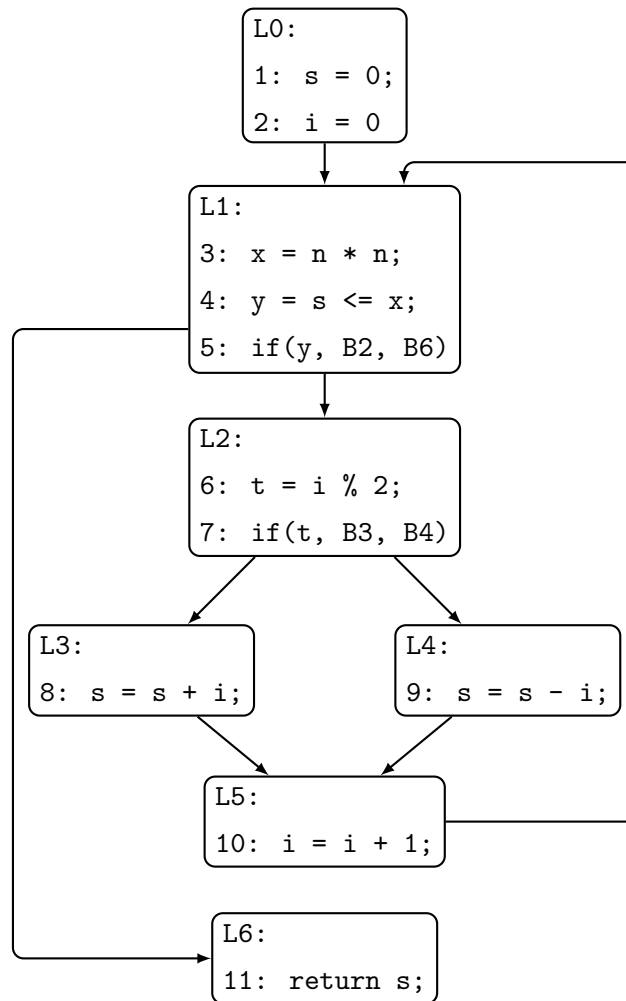 L0:
1: s = 0;
2: i = 0
L1:
3: x = n * n;
4: y = s <= x;
5: if(y, B2, B6)
L2:
6: t = i % 2;
7: if(t, B3, B4)
L3:
8: s = s + i;
L4:
9: s = s - i;
L5:
10: i = i + 1;
L6:
11: return s;